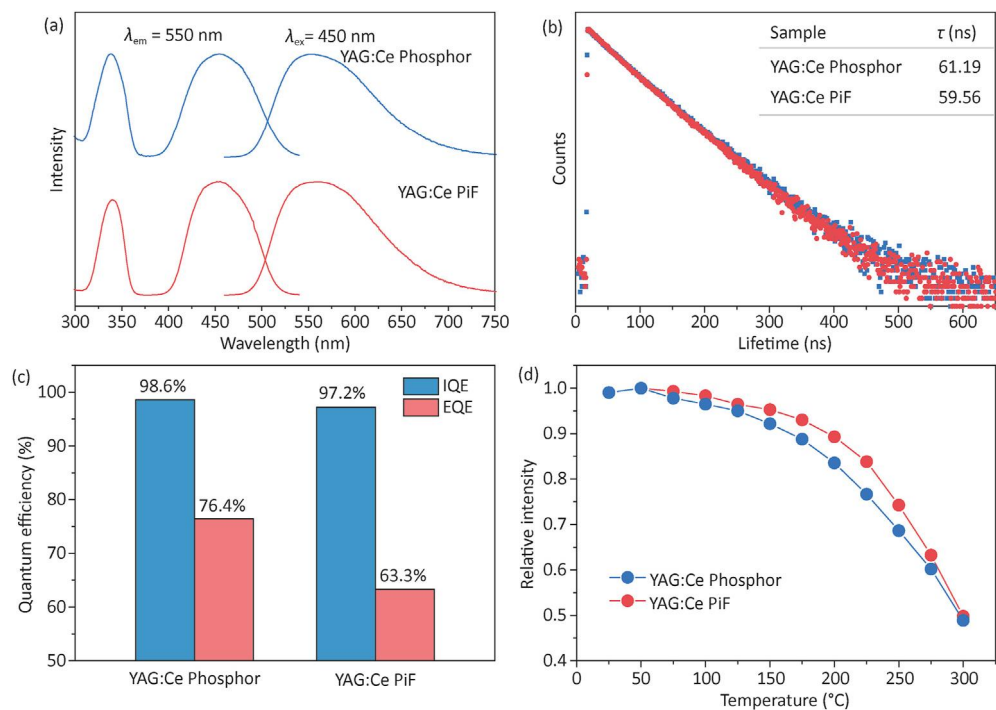 (a)
λem = 550 nm
λex = 450 nm
YAG:Ce Phosphor
YAG:Ce PiF
Intensity
300 350 400 450 500 550 600 650 700 750
Wavelength (nm)
(b)
Sample τ (ns)
YAG:Ce Phosphor 61.19
YAG:Ce PiF 59.56
Counts
0 100 200 300 400 500 600
Lifetime (ns)
(c)
IQE
EQE
98.6%
97.2%
76.4%
63.3%
100
90
80
70
60
50
Quantum efficiency (%)
YAG:Ce Phosphor YAG:Ce PiF
(d)
1.0
0.9
0.8
0.7
0.6
0.5
0.4
Relative intensity
YAG:Ce Phosphor
YAG:Ce PiF
0 50 100 150 200 250 300
Temperature (°C)